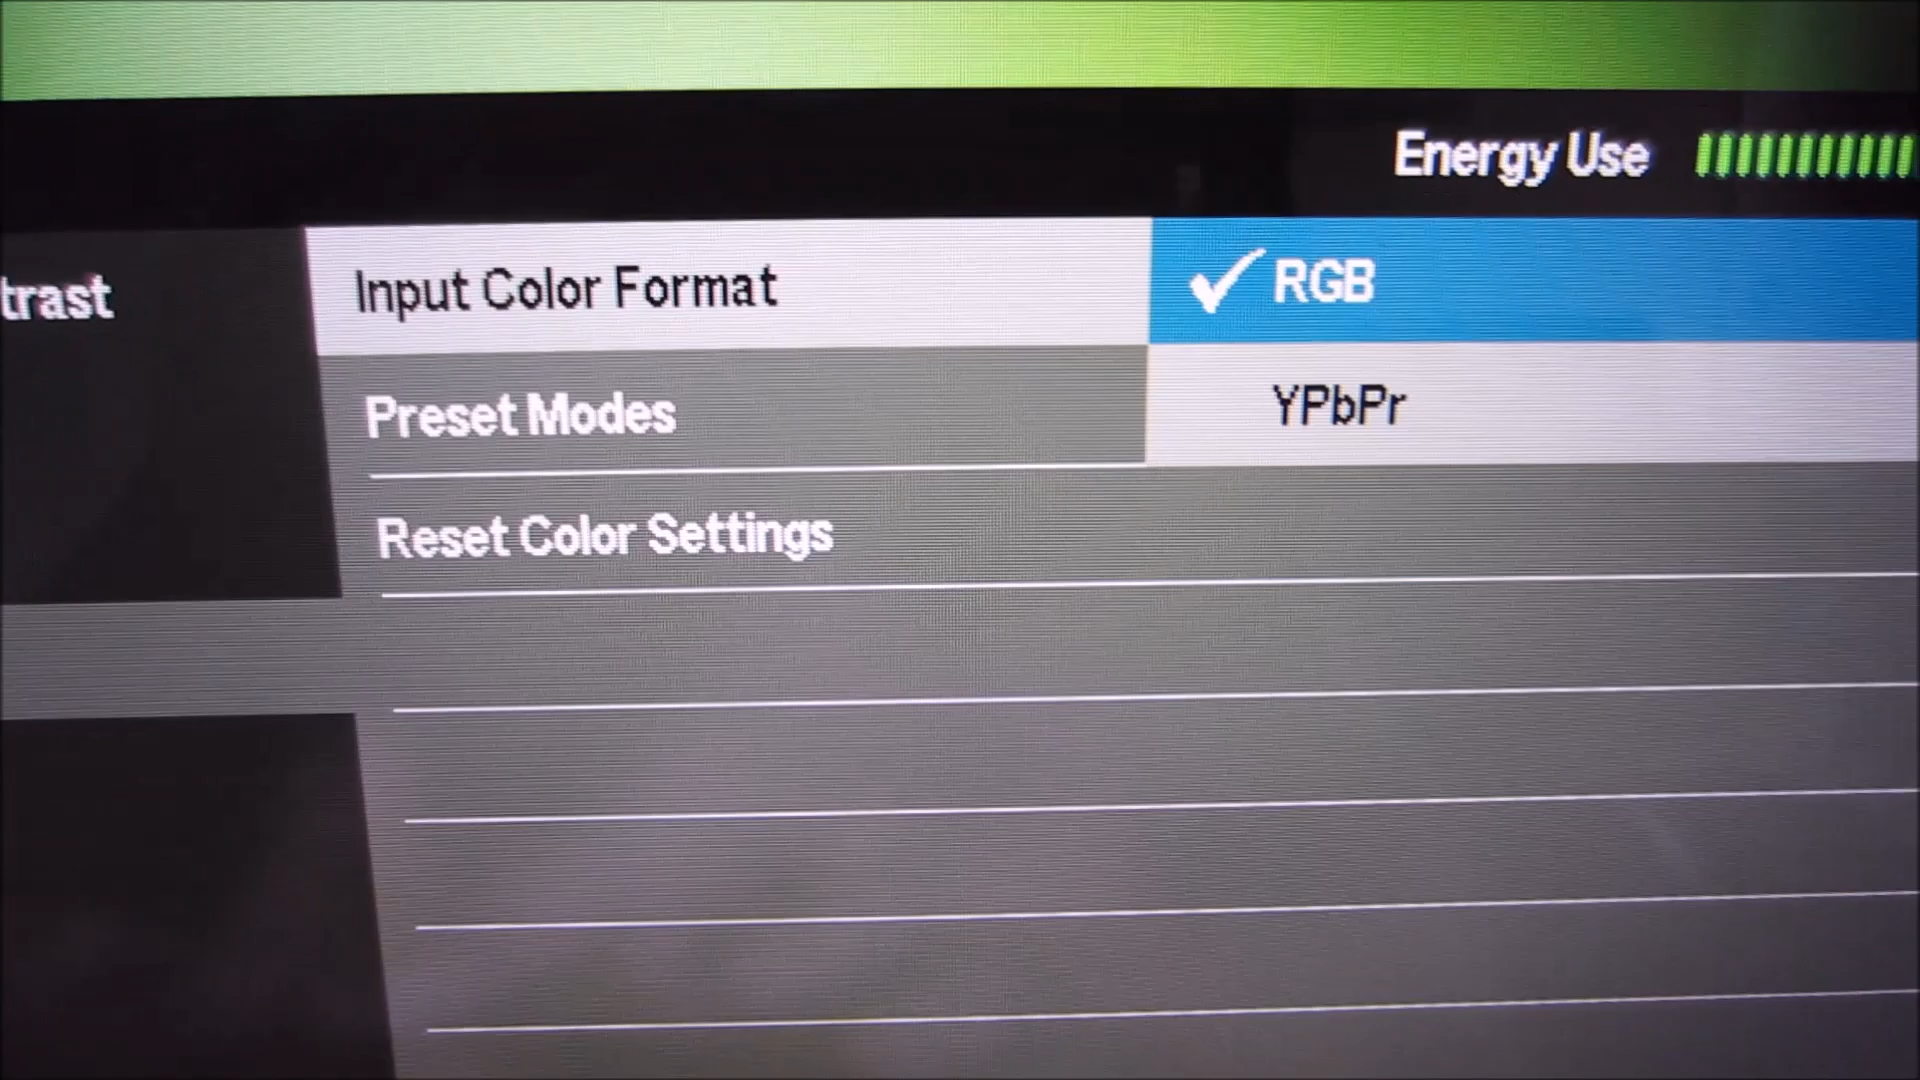 Energy Use
trast
Input Color Format
RGB
Preset Modes
YPbPr
Reset Color Settings